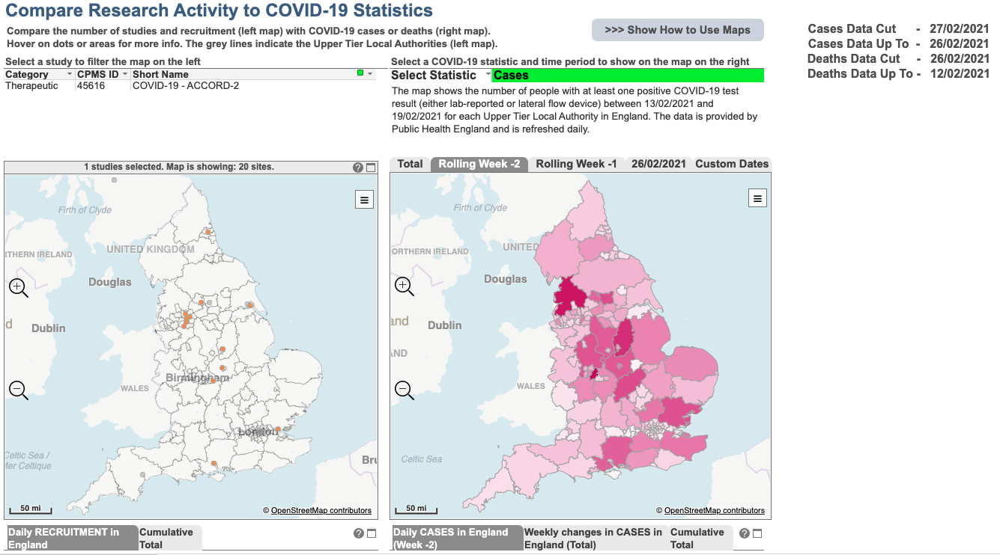 Compare Research Activity to COVID-19 Statistics
Compare the number of studies and recruitment (left map) with COVID-19 cases or deaths (right map).
Hover on dots or areas for more info. The grey lines indicate the Upper Tier Local Authorities (left map).
>>> Show How to Use Maps
Cases Data Cut - 27/02/2021
Cases Data Up To - 26/02/2021
Deaths Data Cut - 26/02/2021
Deaths Data Up To - 12/02/2021
Select a study to filter the map on the left
Category CPMS ID Short Name
Therapeutic 45616 COVID-19 - ACCORD-2
Select a COVID-19 statistic and time period to show on the map on the right
Select Statistic Cases
The map shows the number of people with at least one positive COVID-19 test
result (either lab-reported or lateral flow device) between 13/02/2021 and
19/02/2021 for each Upper Tier Local Authority in England. The data is provided by
Public Health England and is refreshed daily.
1 studies selected. Map is showing: 20 sites.
?
Firth of Clyde
UNITED KINGDOM
THERN IRELAND
Douglas
d
Dublin
Birmingham
WALES
London
Celtic Sea /
Mer Celtique
Bru
50 mi
© OpenStreetMap contributors
Total Rolling Week -2 Rolling Week -1 26/02/2021 Custom Dates
Firth of Clyde
UNITED
ORTHERN IRELAND
Douglas
and
Dublin
AND
WALES
Celtic Sea
50 mi
© OpenStreetMap contributors
Daily RECRUITMENT in
England
Cumulative
Total
?
Daily CASES in England
(Week -2)
Weekly changes in CASES in
England (Total)
Cumulative
Total
?